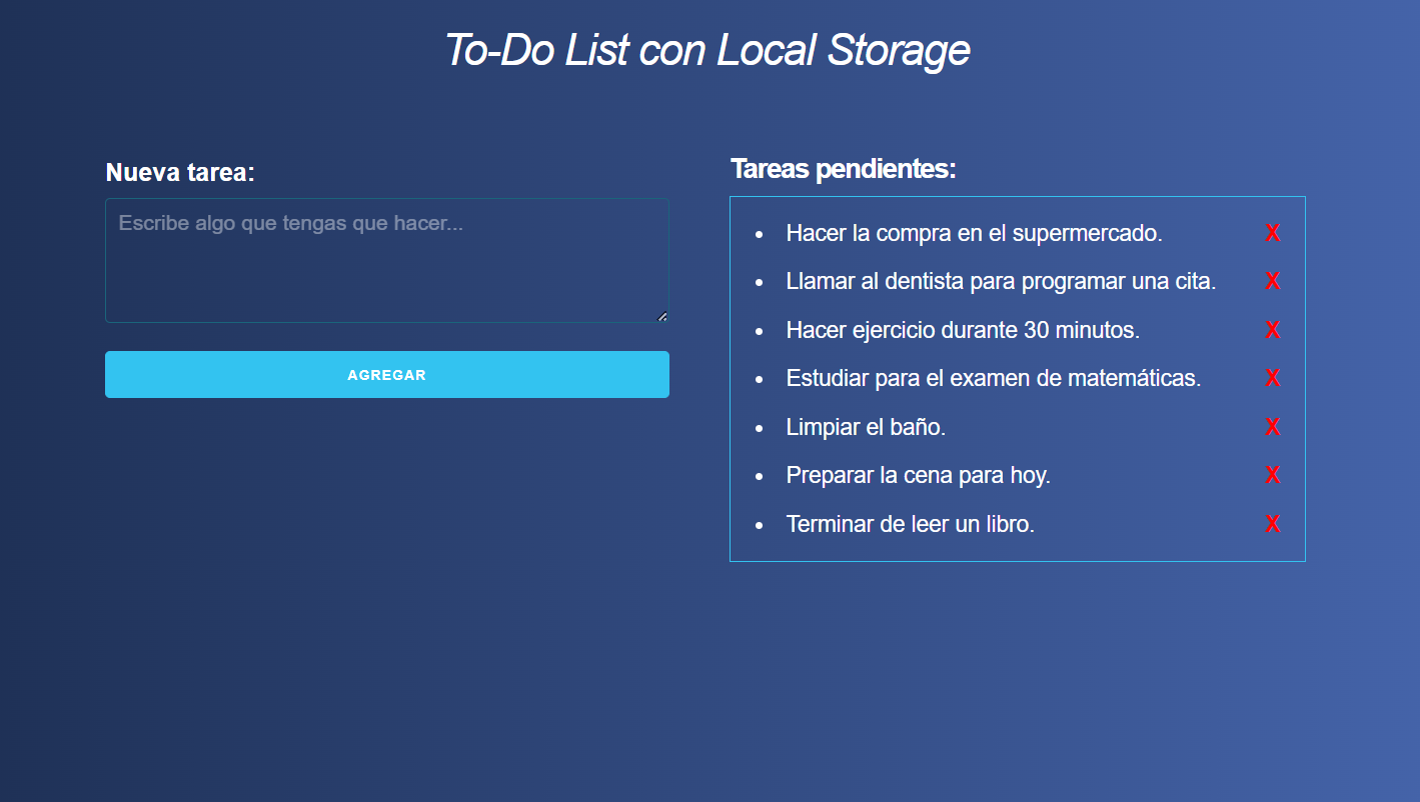 To-Do List con Local Storage
Nueva tarea:
Escribe algo que tengas que hacer...
AGREGAR
Tareas pendientes:
Hacer la compra en el supermercado. X
Llamar al dentista para programar una cita. X
Hacer ejercicio durante 30 minutos. X
Estudiar para el examen de matemáticas. X
Limpiar el baño. X
Preparar la cena para hoy. X
Terminar de leer un libro. X